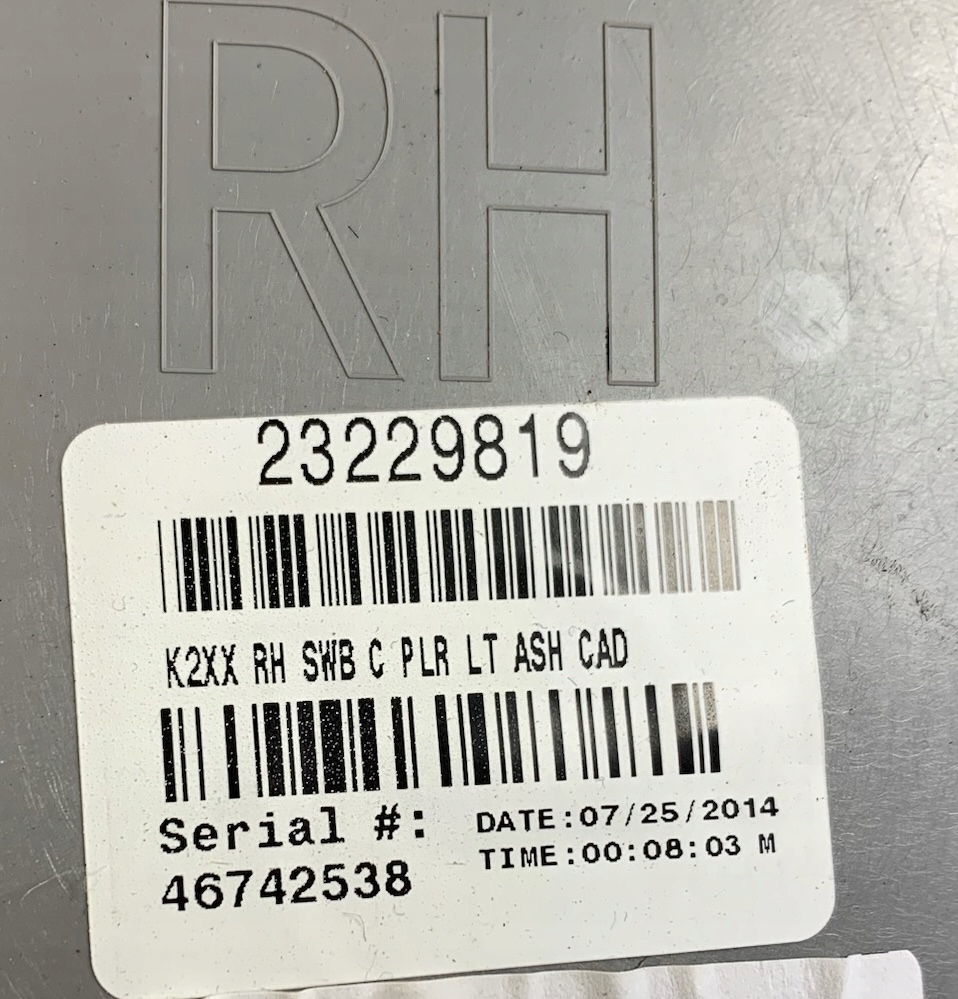 RH
23229819
K2XX RH SWB C PLR LT ASH CAD
Serial #:
46742538
DATE:07/25/2014
TIME:00:08:03 M